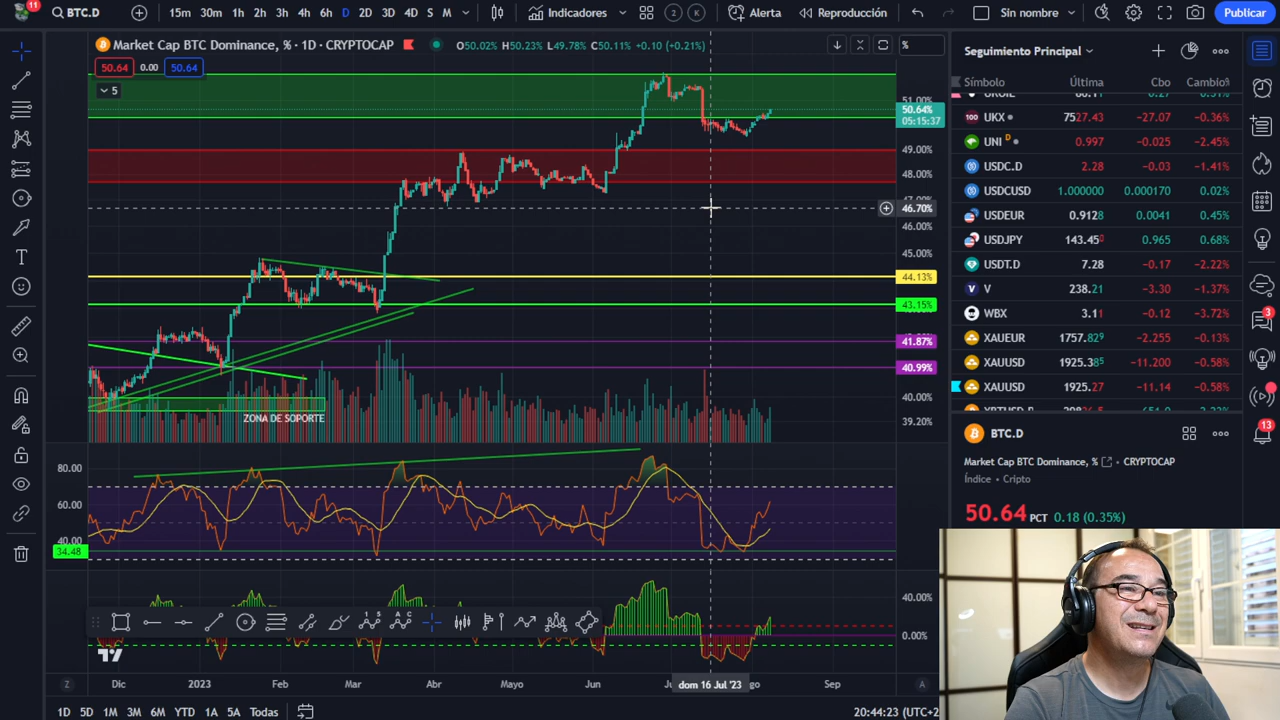 11
BTC.D
15m 30m 1h 2h 3h 4h 6h D 2D 3D 4D S M
Indicadores
2
K
Alerta
Reproducción
Sin nombre
Publicar
Market Cap BTC Dominance, % · 1D · CRYPTOCAP
O50.02% H50.23% L49.78% C50.11% +0.10 (+0.21%)
%
50.64 0.00 50.64
5
51.00%
50.64%
05:15:37
49.00%
48.00%
46.70%
46.00%
45.00%
44.13%
43.15%
41.87%
40.99%
40.00%
39.20%
ZONA DE SOPORTE
80.00
60.00
40.00
34.48
40.00%
0.00%
Dic 2023 Feb Mar Abr Mayo Jun
dom 16 Jul '23
Sep
Z
A
1D 5D 1M 3M 6M YTD 1A 5A Todas
20:44:23 (UTC+2
Seguimiento Principal
Símbolo Última Cbo Cambio%
UKX 7527.43 -27.07 -0.36%
UNI D 0.997 -0.025 -2.45%
USDC.D 2.28 -0.03 -1.41%
USDCUSD 1.000000 0.000170 0.02%
USDEUR 0.9128 0.0041 0.45%
USDJPY 143.450 0.965 0.68%
USDT.D 7.28 -0.17 -2.22%
V 238.21 -3.30 -1.37%
WBX 3.11 -0.12 -3.72%
XAUEUR 1757.829 -2.255 -0.13%
XAUUSD 1925.385 -11.200 -0.58%
XAUUSD 1925.27 -11.14 -0.58%
BTC.D
Market Cap BTC Dominance, % · CRYPTOCAP
Índice · Cripto
50.64 PCT 0.18 (0.35%)
3
13